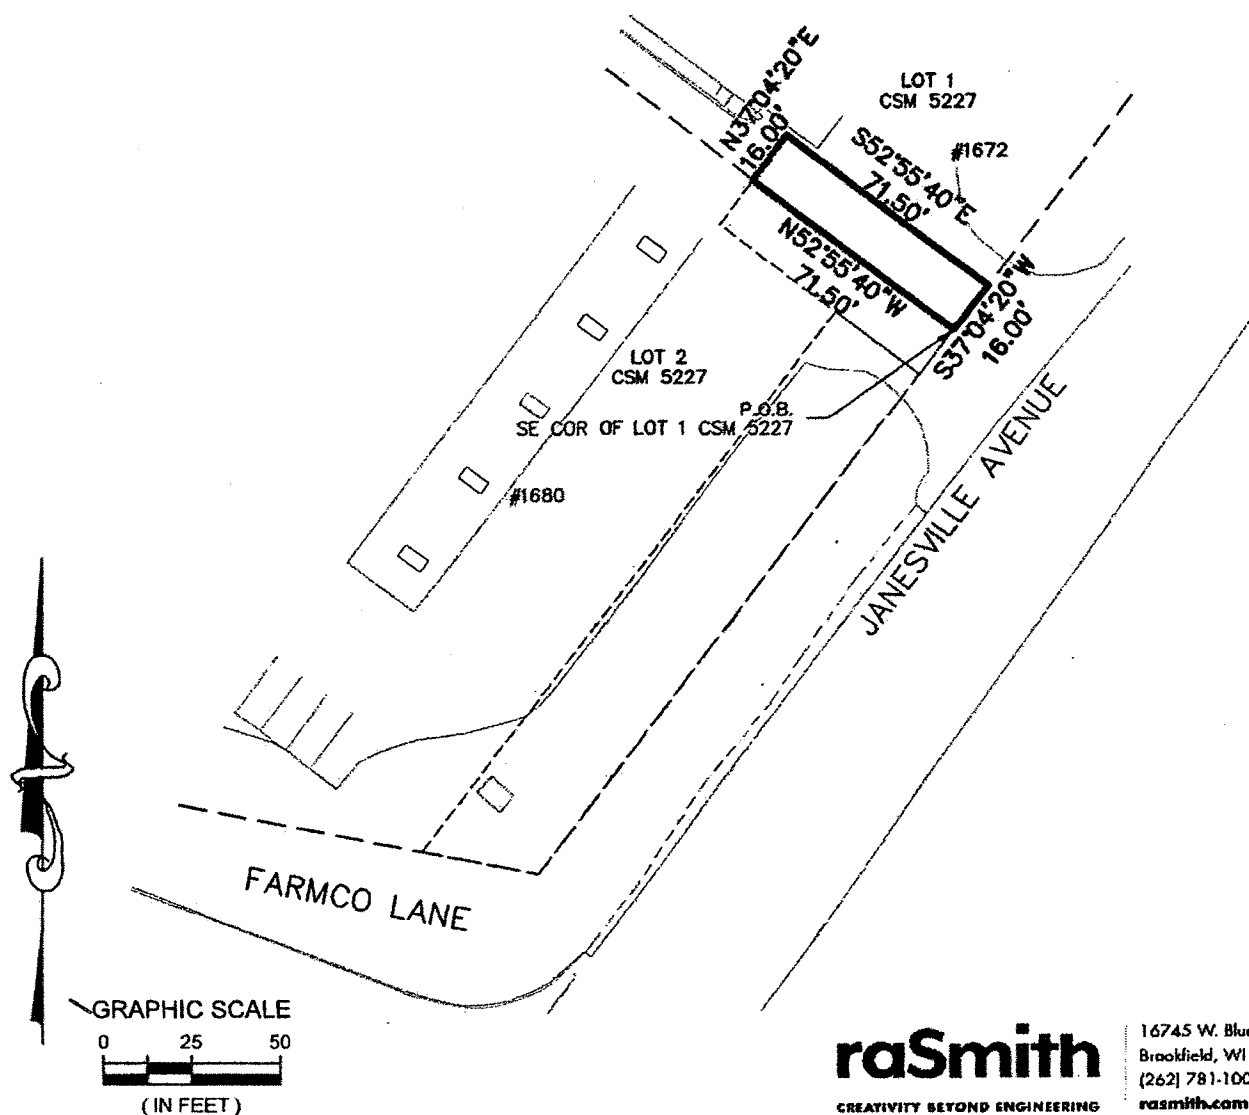 LOT 1
CSM 5227
N37°04'20"E
16.00'
S52°55'40"E
71.50'
#1672
N52°55'40"W
71.50'
S37°04'20"W
16.00'
LOT 2
CSM 5227
P.O.B.
SE COR OF LOT 1 CSM 5227
#1680
JANESVILLE AVENUE
FARMCO LANE
GRAPHIC SCALE
0 25 50
( IN FEET )
raSmith
CREATIVITY BEYOND ENGINEERING
16745 W. Blu
Brookfield, WI
(262) 781-100
rasmith.com